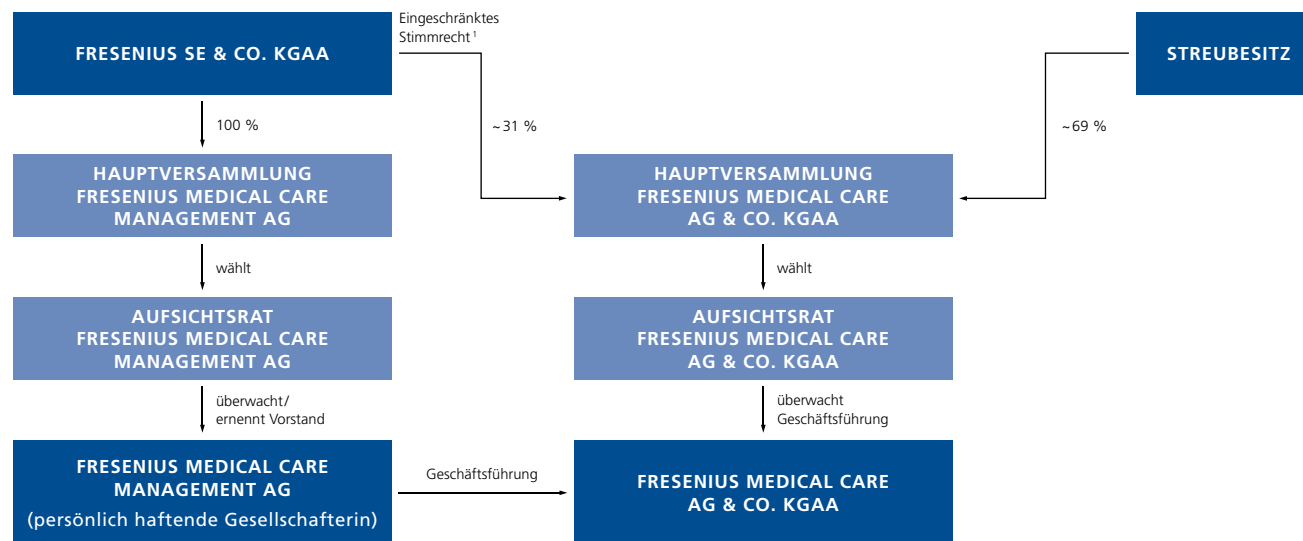 Eingeschränktes
Stimmrecht¹
FRESENIUS SE & CO. KGAA
STREUBESITZ
100 %
~31 %
~69 %
HAUPTVERSAMMLUNG
FRESENIUS MEDICAL CARE
MANAGEMENT AG
HAUPTVERSAMMLUNG
FRESENIUS MEDICAL CARE
AG & CO. KGAA
wählt
wählt
AUFSICHTSRAT
FRESENIUS MEDICAL CARE
MANAGEMENT AG
AUFSICHTSRAT
FRESENIUS MEDICAL CARE
AG & CO. KGAA
überwacht/
ernennt Vorstand
überwacht
Geschäftsführung
FRESENIUS MEDICAL CARE
MANAGEMENT AG
(persönlich haftende Gesellschafterin)
Geschäftsführung
FRESENIUS MEDICAL CARE
AG & CO. KGAA